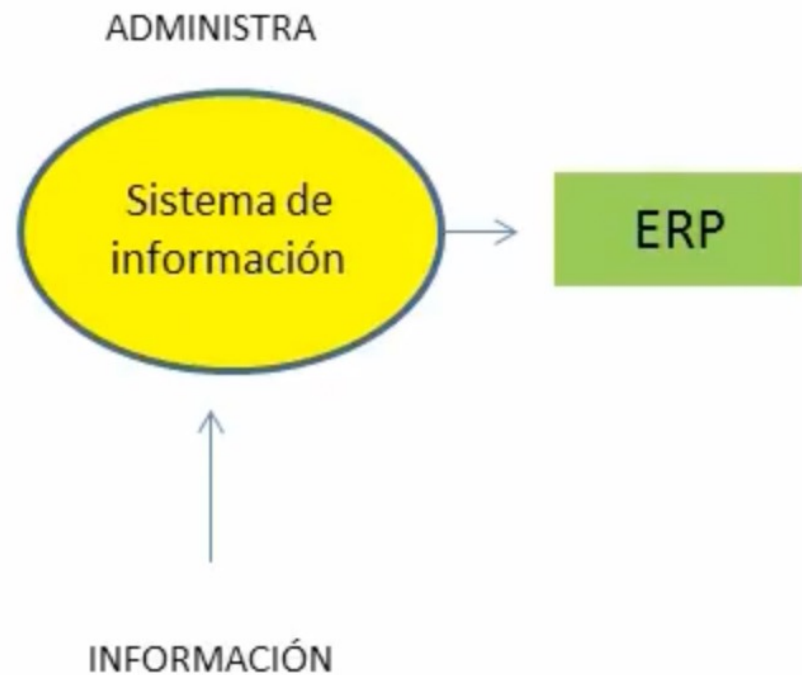 ADMINISTRA
Sistema de
información
ERP
INFORMACIÓN